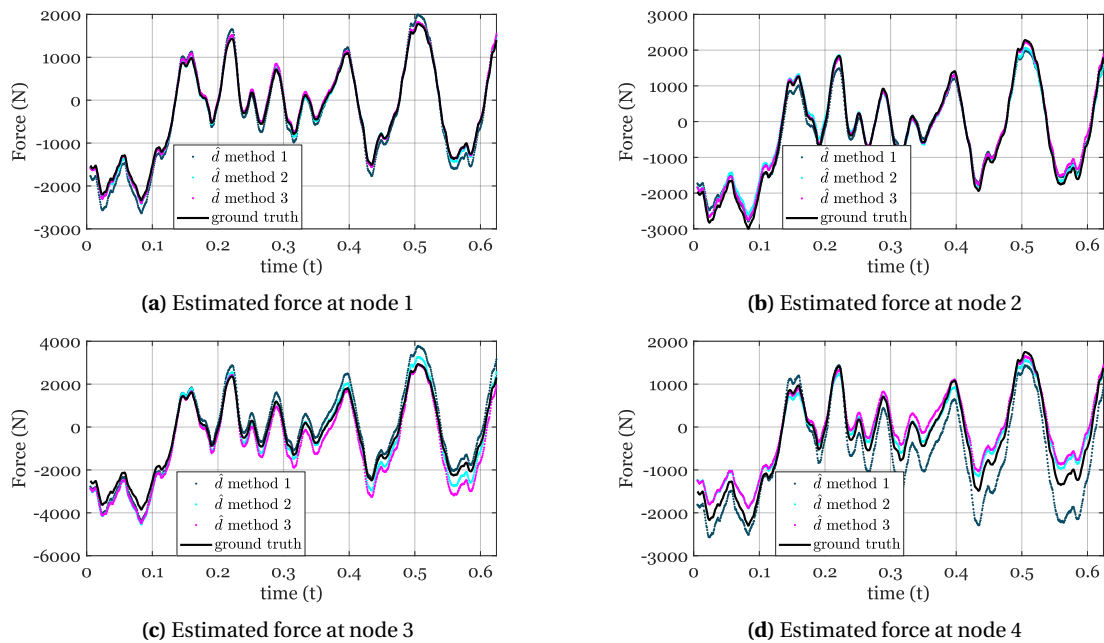 2000
1000
0
-1000
-2000
-3000
Force (N)
d̂ method 1
d̂ method 2
d̂ method 3
ground truth
0 0.1 0.2 0.3 0.4 0.5 0.6
time (t)
(a) Estimated force at node 1
3000
2000
1000
0
-1000
-2000
-3000
Force (N)
d̂ method 1
d̂ method 2
d̂ method 3
ground truth
0 0.1 0.2 0.3 0.4 0.5 0.6
time (t)
(b) Estimated force at node 2
4000
2000
0
-2000
-4000
-6000
Force (N)
d̂ method 1
d̂ method 2
d̂ method 3
ground truth
0 0.1 0.2 0.3 0.4 0.5 0.6
time (t)
(c) Estimated force at node 3
2000
1000
0
-1000
-2000
-3000
Force (N)
d̂ method 1
d̂ method 2
d̂ method 3
ground truth
0 0.1 0.2 0.3 0.4 0.5 0.6
time (t)
(d) Estimated force at node 4